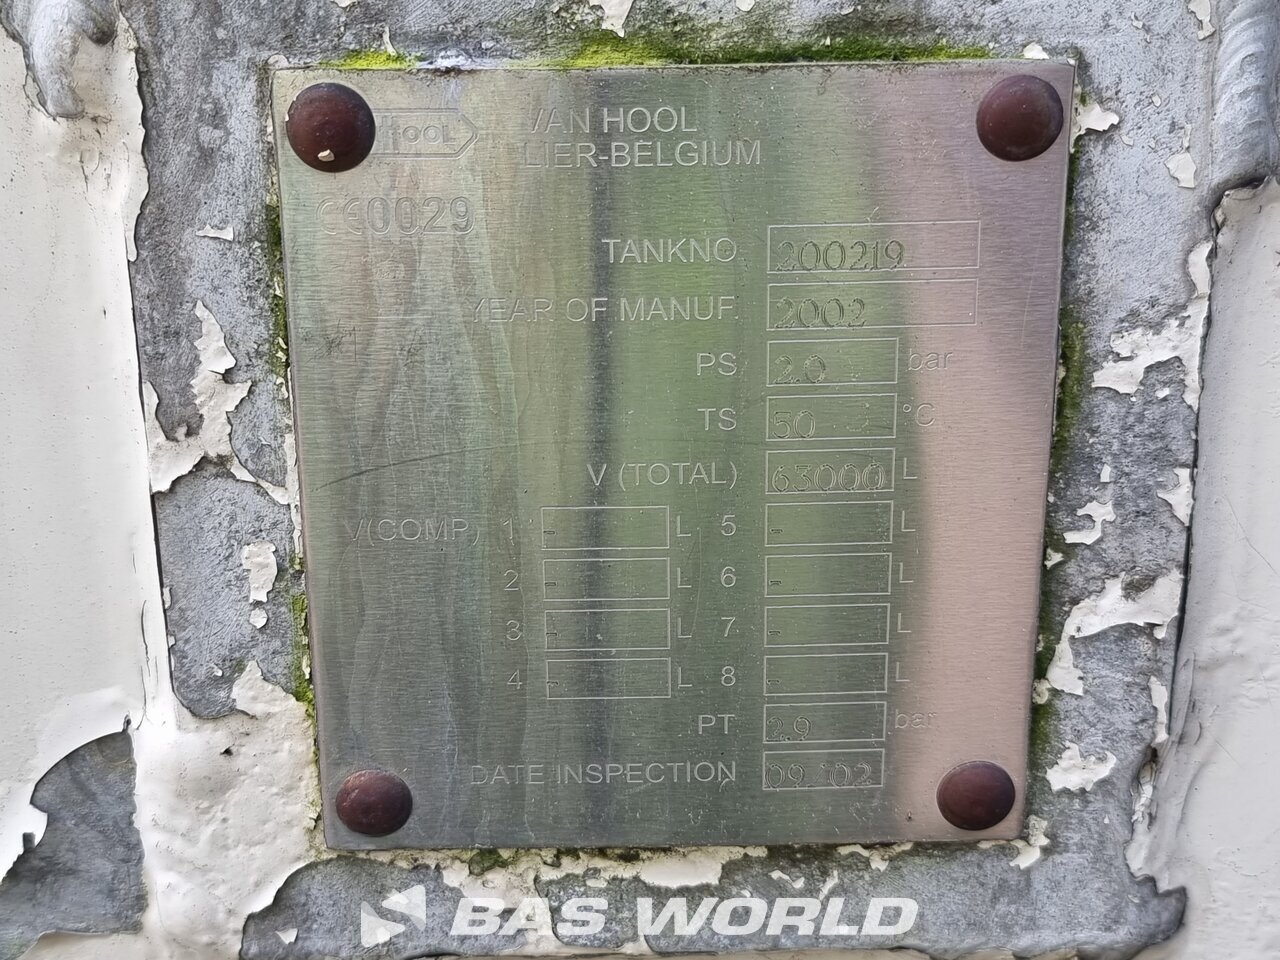 HOOL VAN HOOL
LIER-BELGIUM
CE0029
TANKNO. 200219
YEAR OF MANUF. 2002
PS 2.0 bar
TS 50 °C
V (TOTAL) 63000 L
V(COMP) 1 - L 5 - L
2 - L 6 - L
3 - L 7 - L
4 - L 8 - L
PT 2.9 bar
DATE INSPECTION 09/02
BAS WORLD